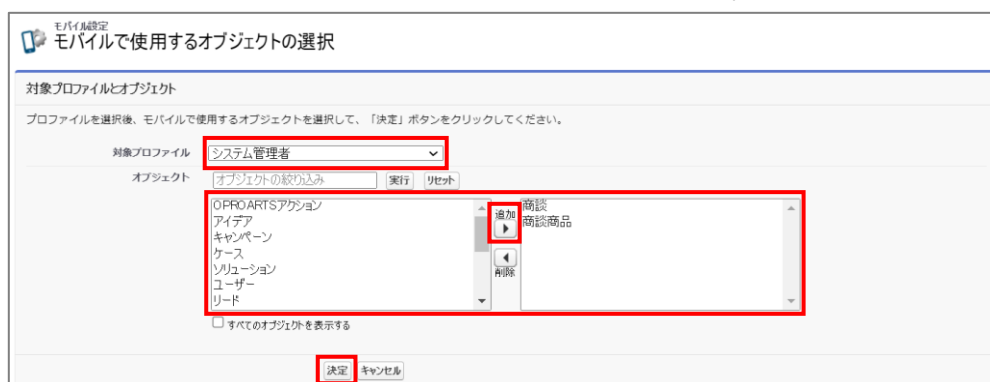 モバイル設定
モバイルで使用するオブジェクトの選択
対象プロファイルとオブジェクト
プロファイルを選択後、モバイルで使用するオブジェクトを選択して、「決定」ボタンをクリックしてください。
対象プロファイル システム管理者
オブジェクト オブジェクトの絞り込み 実行 リセット
OPROARTSアクション
アイデア
キャンペーン
ケース
ソリューション
ユーザー
リード
追加
削除
商談
商談商品
すべてのオブジェクトを表示する
決定 キャンセル